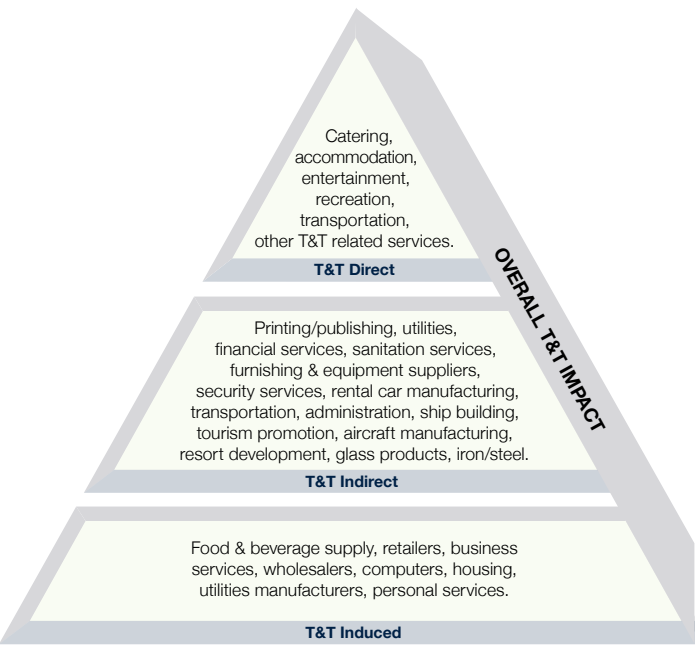 Catering,
accommodation,
entertainment,
recreation,
transportation,
other T&T related services.
T&T Direct
OVERALL T&T IMPACT
Printing/publishing, utilities,
financial services, sanitation services,
furnishing & equipment suppliers,
security services, rental car manufacturing,
transportation, administration, ship building,
tourism promotion, aircraft manufacturing,
resort development, glass products, iron/steel.
T&T Indirect
Food & beverage supply, retailers, business
services, wholesalers, computers, housing,
utilities manufacturers, personal services.
T&T Induced